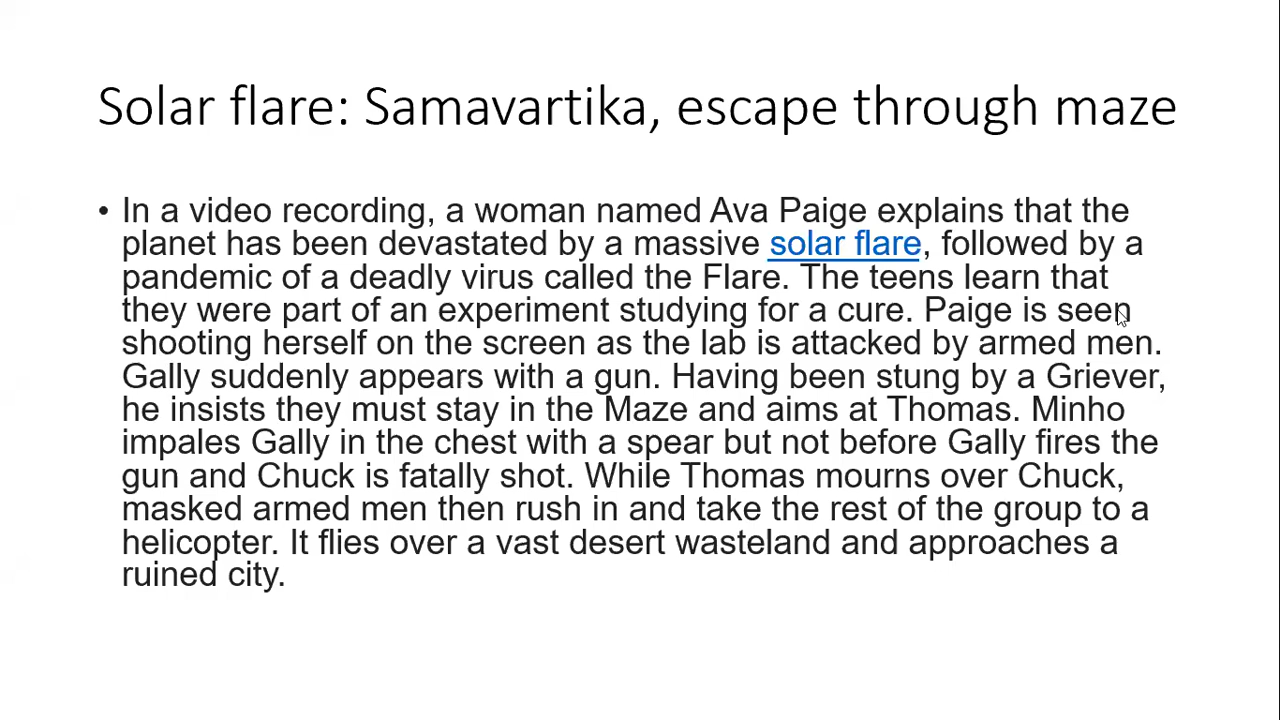 Solar flare: Samavartika, escape through maze
• In a video recording, a woman named Ava Paige explains that the
planet has been devastated by a massive solar flare, followed by a
pandemic of a deadly virus called the Flare. The teens learn that
they were part of an experiment studying for a cure. Paige is seen
shooting herself on the screen as the lab is attacked by armed men.
Gally suddenly appears with a gun. Having been stung by a Griever,
he insists they must stay in the Maze and aims at Thomas. Minho
impales Gally in the chest with a spear but not before Gally fires the
gun and Chuck is fatally shot. While Thomas mourns over Chuck,
masked armed men then rush in and take the rest of the group to a
helicopter. It flies over a vast desert wasteland and approaches a
ruined city.